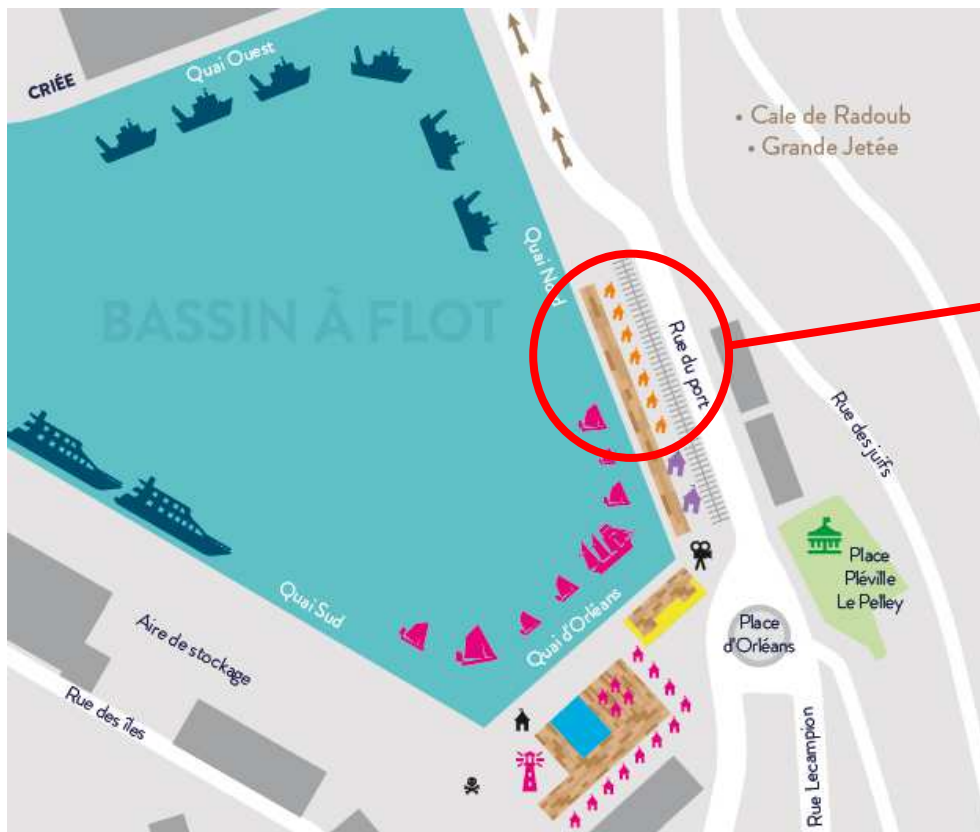 CRIÉE
Quai Ouest
• Cale de Radoub
• Grande Jetée
Quai Nord
BASSIN À FLOT
Rue du port
Rue des juifs
Place
Pléville
Le Pelley
Quai Sud
Quai d'Orléans
Place
d'Orléans
Aire de stockage
Rue des îles
Rue Lecampion